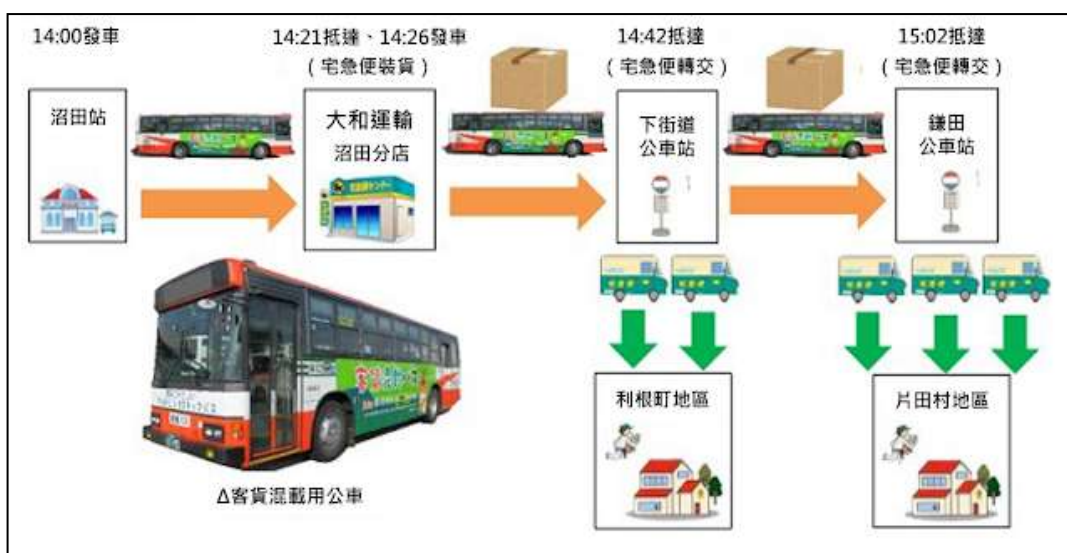 14:00發車
14:21抵達、14:26發車
(宅急便裝貨)
14:42抵達
(宅急便轉交)
15:02抵達
(宅急便轉交)
沼田站
大和運輸
沼田分店
下街道
公車站
鎌田
公車站
利根町地區
片田村地區
Δ客貨混載用公車